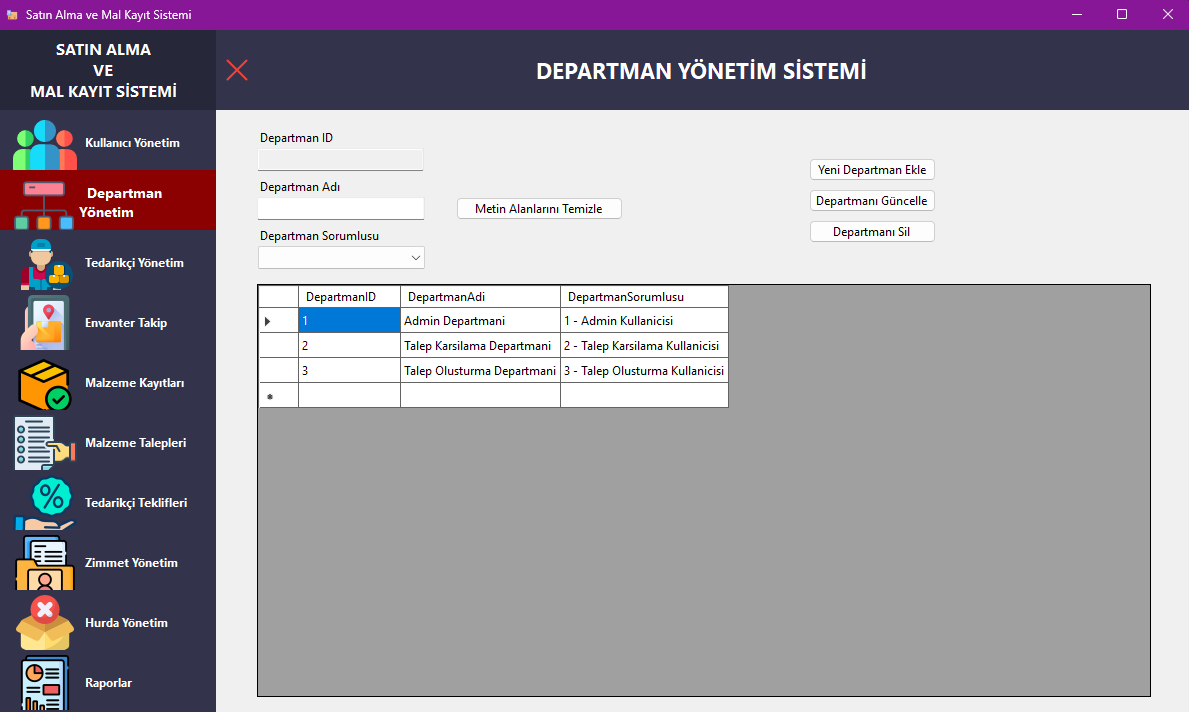 Satın Alma ve Mal Kayıt Sistemi
SATIN ALMA
VE
MAL KAYIT SİSTEMİ
DEPARTMAN YÖNETİM SİSTEMİ
Kullanıcı Yönetim
Departman
Yönetim
Tedarikçi Yönetim
Envanter Takip
Malzeme Kayıtları
Malzeme Talepleri
Tedarikçi Teklifleri
Zimmet Yönetim
Hurda Yönetim
Raporlar
Departman ID
Departman Adı
Departman Sorumlusu
Metin Alanlarını Temizle
Yeni Departman Ekle
Departmanı Güncelle
Departmanı Sil
DepartmanID DepartmanAdi DepartmanSorumlusu
1 Admin Departmani 1 - Admin Kullanicisi
2 Talep Karsilama Departmani 2 - Talep Karsilama Kullanicisi
3 Talep Olusturma Departmani 3 - Talep Olusturma Kullanicisi